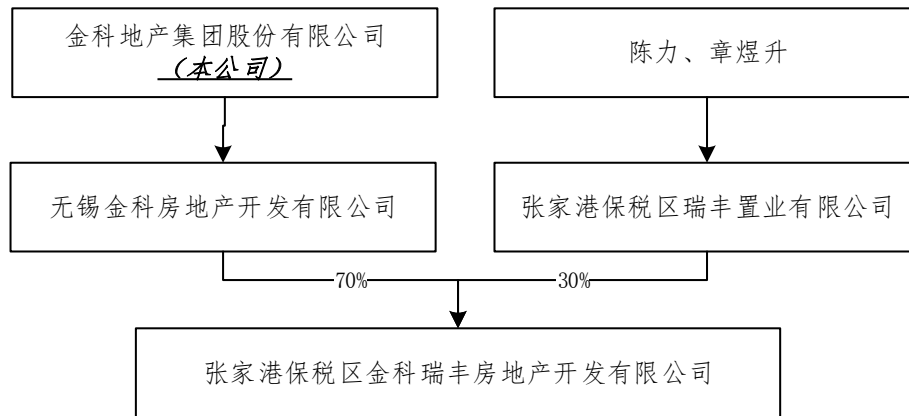 金科地产集团股份有限公司
（本公司）
陈力、章煜升
无锡金科房地产开发有限公司
张家港保税区瑞丰置业有限公司
70%
30%
张家港保税区金科瑞丰房地产开发有限公司